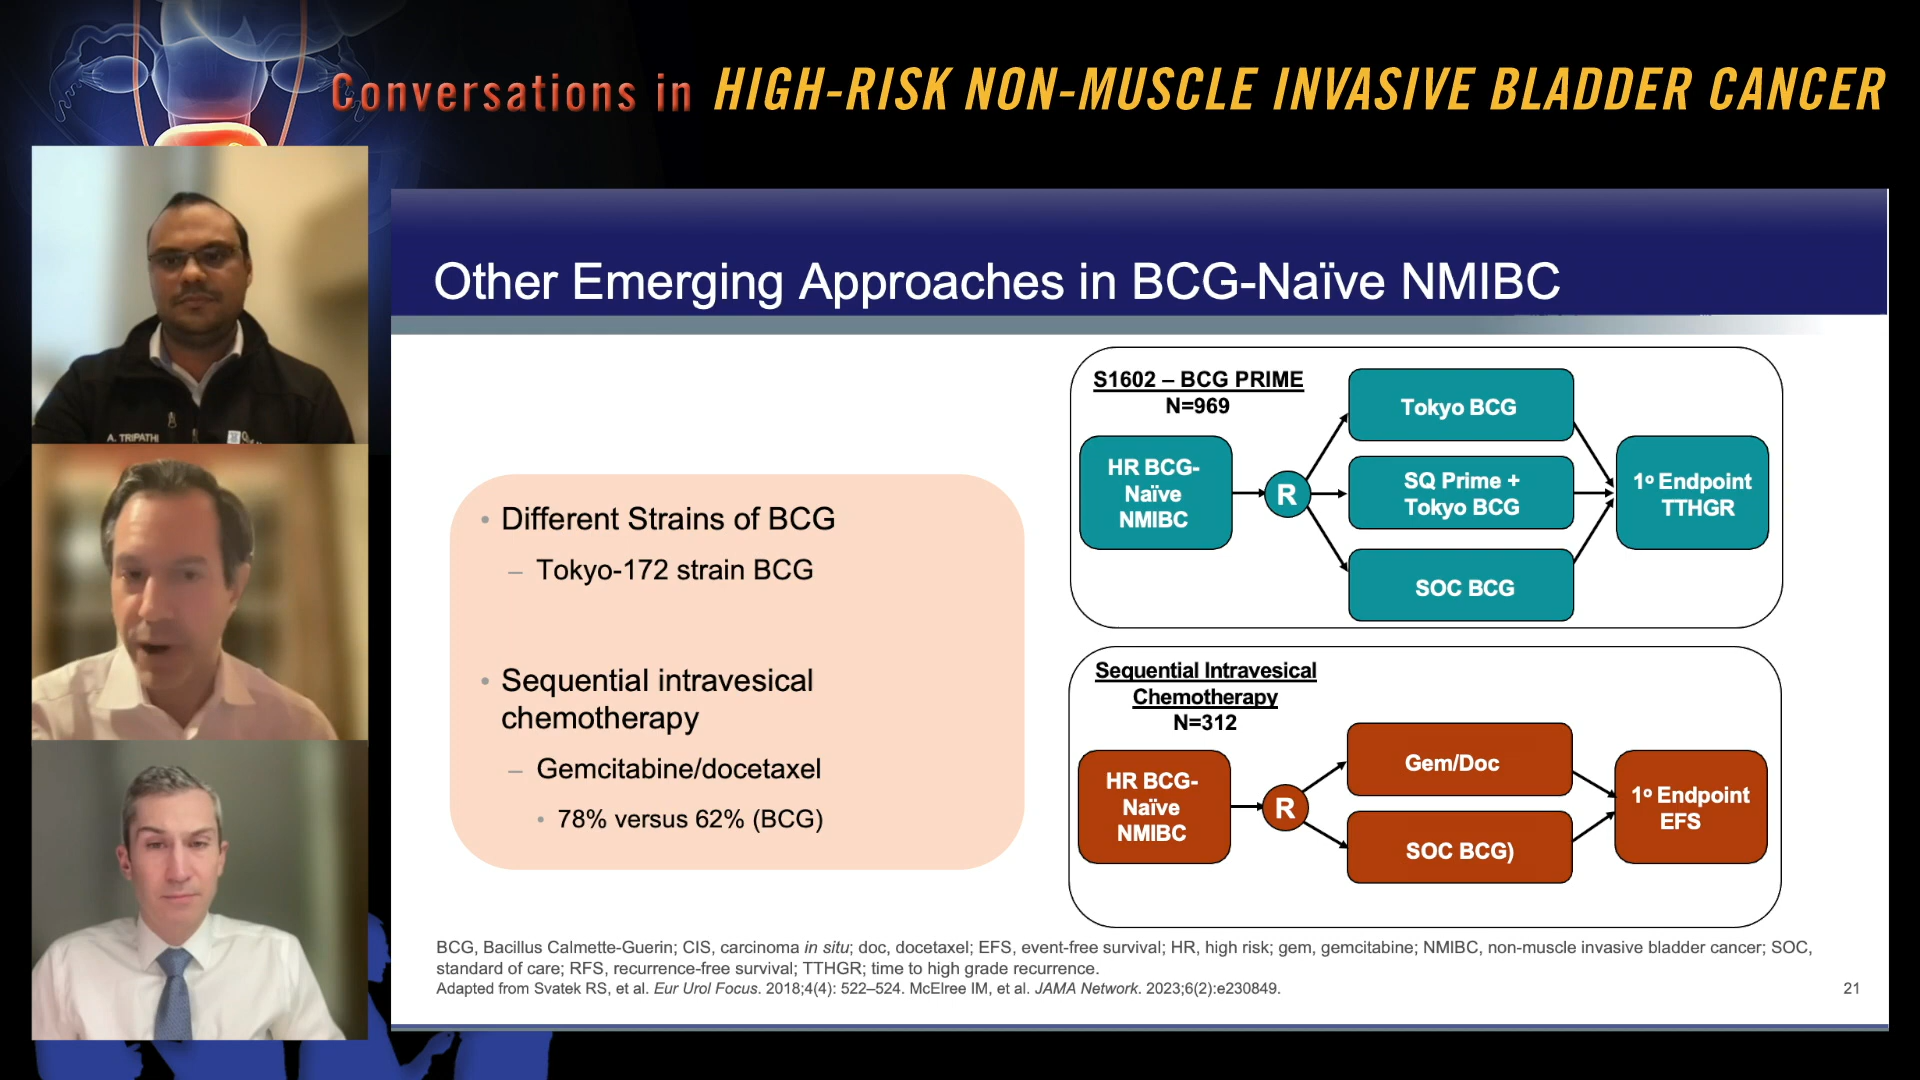 Conversations in HIGH-RISK NON-MUSCLE INVASIVE BLADDER CANCER
A. TRIPATHI
Other Emerging Approaches in BCG-Naïve NMIBC
• Different Strains of BCG
– Tokyo-172 strain BCG
• Sequential intravesical
chemotherapy
– Gemcitabine/docetaxel
• 78% versus 62% (BCG)
S1602 – BCG PRIME
N=969
HR BCG-
Naïve
NMIBC
R
Tokyo BCG
SQ Prime +
Tokyo BCG
SOC BCG
1º Endpoint
TTHGR
Sequential Intravesical
Chemotherapy
N=312
HR BCG-
Naïve
NMIBC
R
Gem/Doc
SOC BCG)
1º Endpoint
EFS
BCG, Bacillus Calmette-Guerin; CIS, carcinoma in situ; doc, docetaxel; EFS, event-free survival; HR, high risk; gem, gemcitabine; NMIBC, non-muscle invasive bladder cancer; SOC,
standard of care; RFS, recurrence-free survival; TTHGR; time to high grade recurrence.
Adapted from Svatek RS, et al. Eur Urol Focus. 2018;4(4): 522–524. McElree IM, et al. JAMA Network. 2023;6(2):e230849.
21